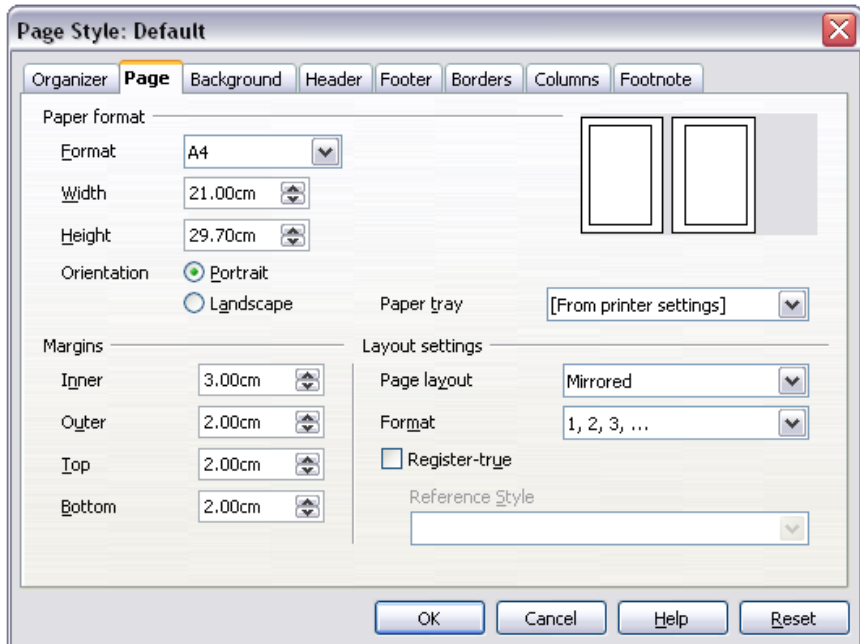 Page Style: Default
Organizer Page Background Header Footer Borders Columns Footnote
Paper format
Format A4
Width 21.00cm
Height 29.70cm
Orientation Portrait
Landscape Paper tray [From printer settings]
Margins Layout settings
Inner 3.00cm Page layout Mirrored
Outer 2.00cm Format 1, 2, 3, ...
Top 2.00cm Register-true
Reference Style
Bottom 2.00cm
OK Cancel Help Reset